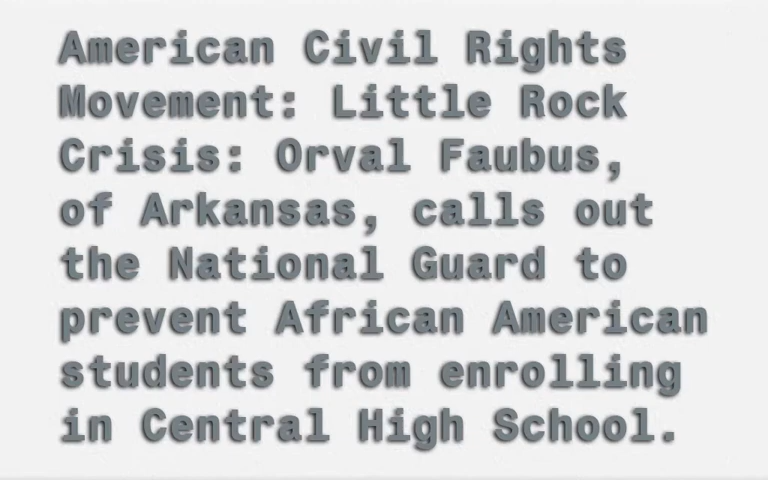 American Civil Rights
Movement: Little Rock
Crisis: Orval Faubus,
of Arkansas, calls out
the National Guard to
prevent African American
students from enrolling
in Central High School.